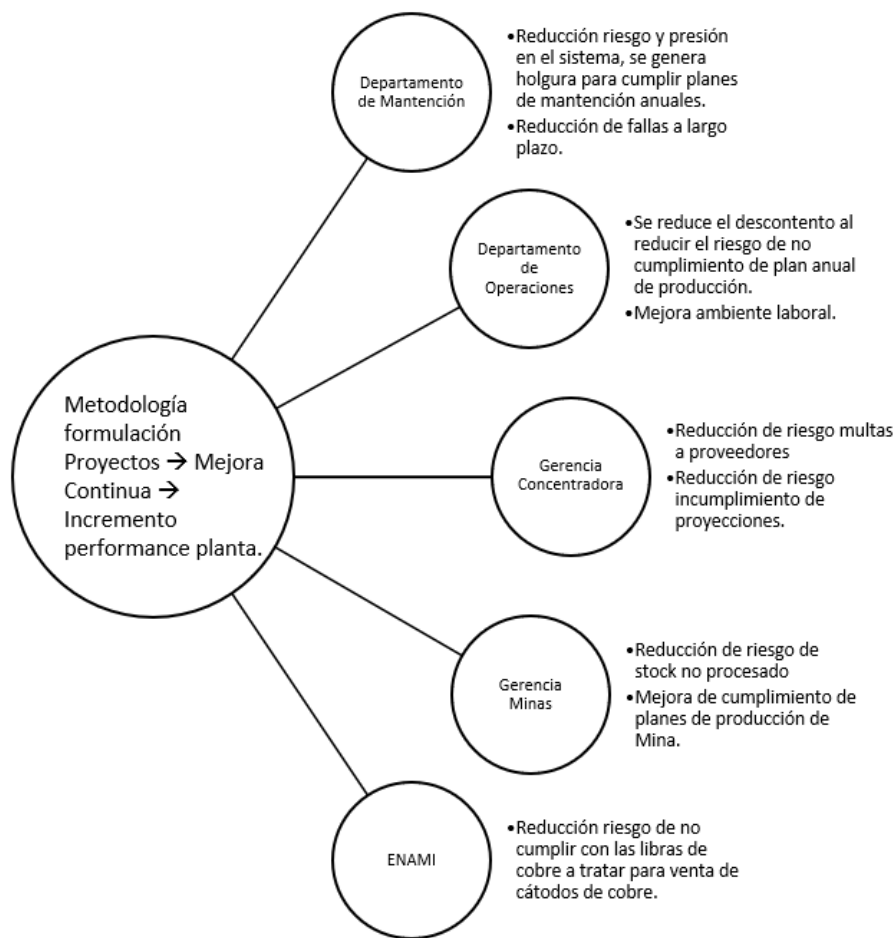 Departamento
de Mantención
•Reducción riesgo y presión
en el sistema, se genera
holgura para cumplir planes
de mantención anuales.
•Reducción de fallas a largo
plazo.
Departamento
de
Operaciones
•Se reduce el descontento al
reducir el riesgo de no
cumplimiento de plan anual
de producción.
•Mejora ambiente laboral.
Metodología
formulación
Proyectos → Mejora
Continua →
Incremento
performance planta.
Gerencia
Concentradora
•Reducción de riesgo multas
a proveedores
•Reducción de riesgo
incumplimiento de
proyecciones.
Gerencia
Minas
•Reducción de riesgo de
stock no procesado
•Mejora de cumplimiento de
planes de producción de
Mina.
ENAMI
•Reducción riesgo de no
cumplir con las libras de
cobre a tratar para venta de
cátodos de cobre.